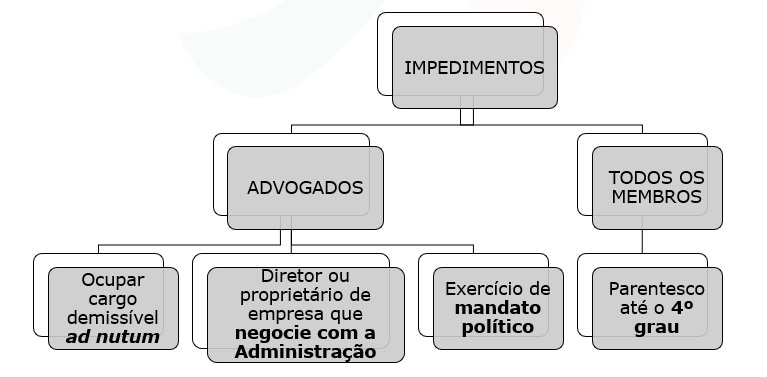 IMPEDIMENTOS
ADVOGADOS
TODOS OS
MEMBROS
Ocupar
cargo
demissível
ad nutum
Diretor ou
proprietário de
empresa que
negocie com a
Administração
Exercício de
mandato
político
Parentesco
até o 4º
grau